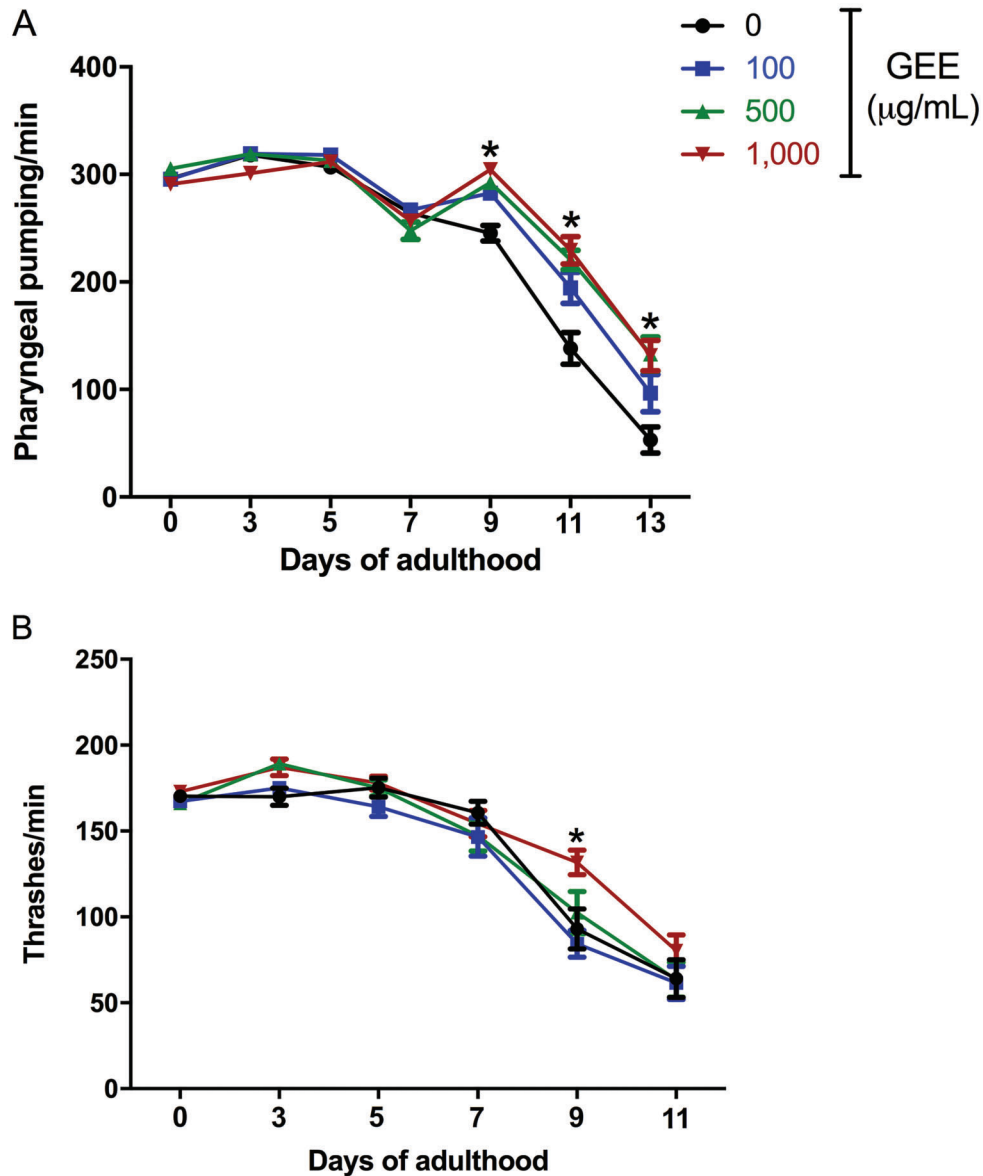 A
0
100
500
1,000
GEE
(μg/mL)
400
300
200
100
0
Pharyngeal pumping/min
*
*
*
0 3 5 7 9 11 13
Days of adulthood
B
250
200
150
100
50
0
Thrashes/min
*
0 3 5 7 9 11
Days of adulthood